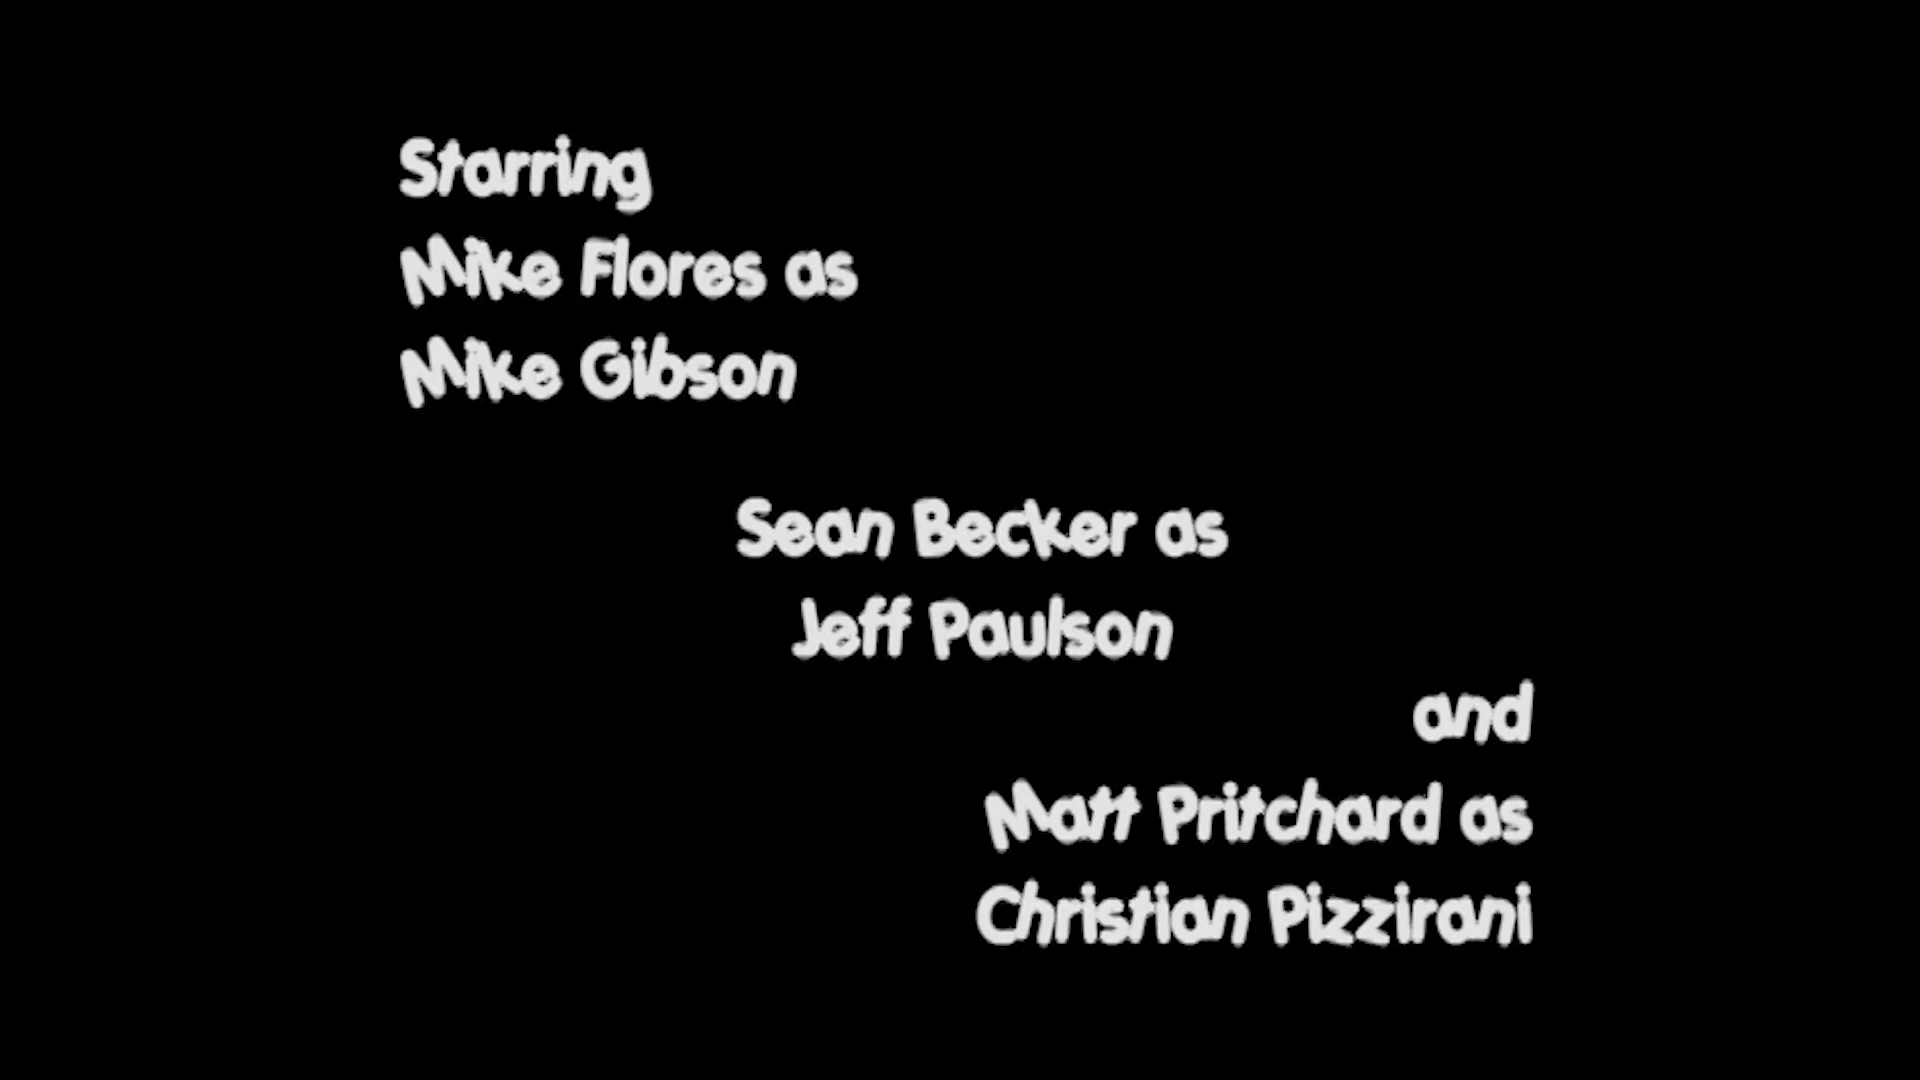 Starring
Mike Flores as
Mike Gibson
Sean Becker as
Jeff Paulson
and
Matt Pritchard as
Christian Pizzirani